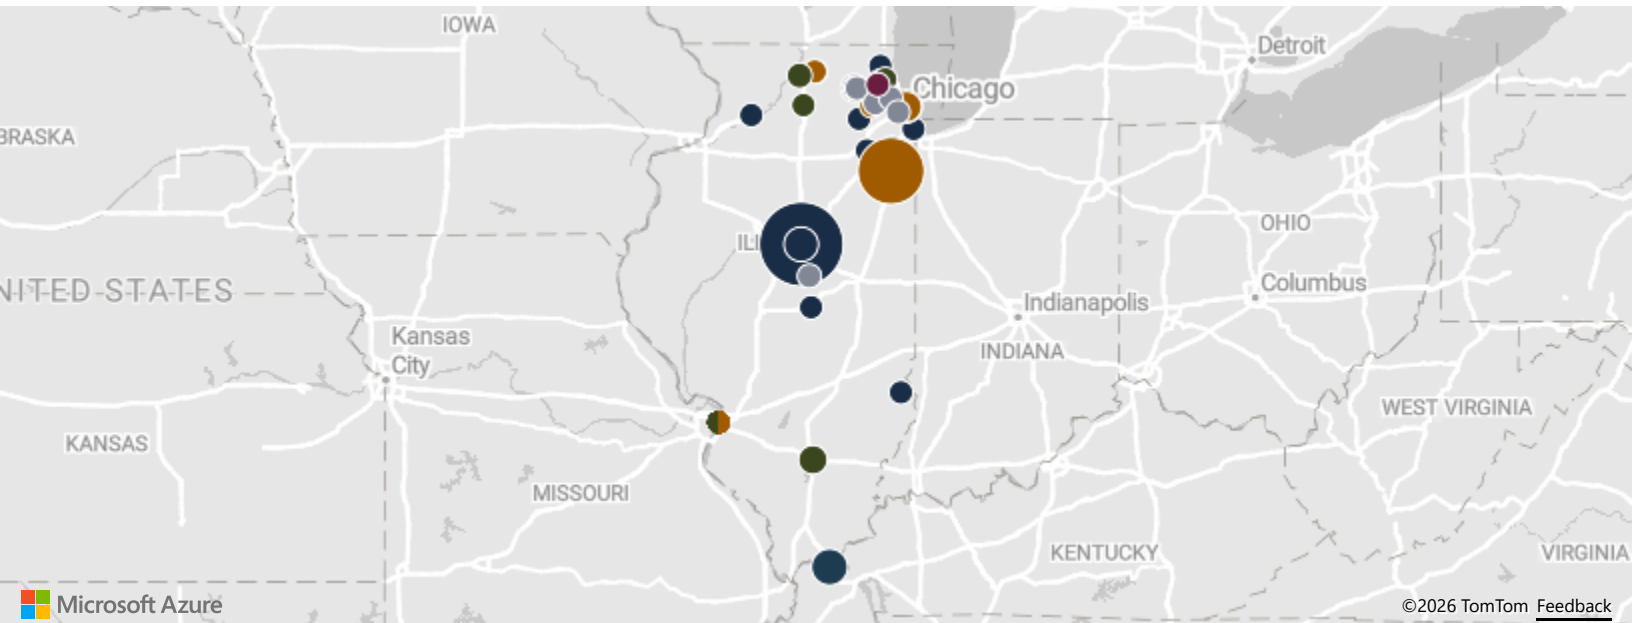 IOWA
Detroit
Chicago
BRASKA
ILI
OHIO
NITED STATES
Columbus
Indianapolis
Kansas
City
INDIANA
WEST VIRGINIA
KANSAS
MISSOURI
KENTUCKY
VIRGINIA
Microsoft Azure
©2026 TomTom Feedback